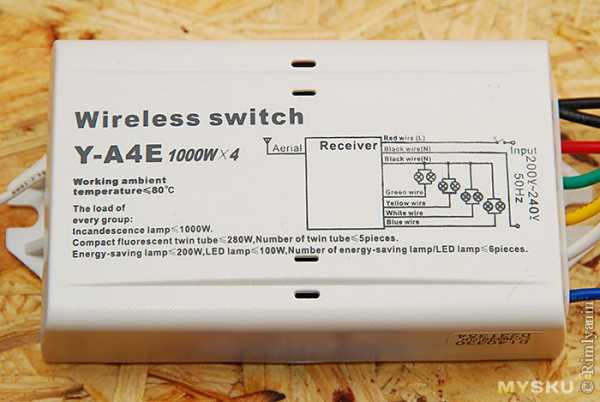 Wireless switch
Y-A4E 1000W×4
Working ambient
temperature≤80℃
The load of
every group:
Incandescence lamp≤1000W.
Compact fluorescent twin tube≤280W,Number of twin tube≤5pieces.
Energy-saving lamp≤200W,LED lamp≤100W,Number of energy-saving lamp/LED lamp≤6pieces.
Aerial
Receiver
Red wire (L)
Black wire(N)
Black wire(N)
Green wire
Yellow wire
White wire
Blue wire
Input
200V~240V
50Hz
MYSKU
© Rimlyanin